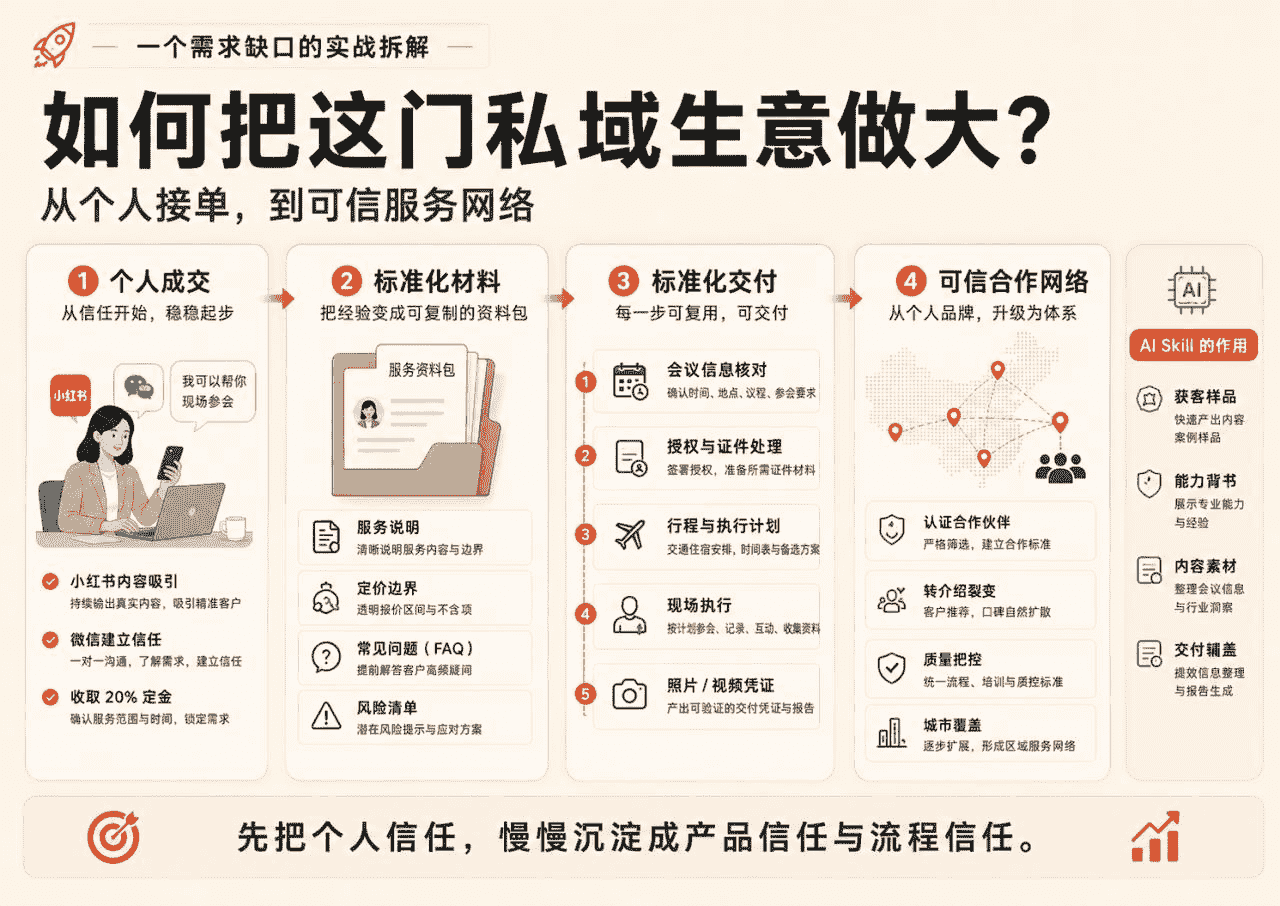 一个需求缺口的实战拆解
如何把这门私域生意做大？
从个人接单，到可信服务网络
1 个人成交
从信任开始，稳稳起步
小红书
我可以帮你
现场参会
小红书内容吸引
持续输出真实内容，吸引精准客户
微信建立信任
一对一沟通，了解需求，建立信任
收取 20% 定金
确认服务范围与时间，锁定需求
2 标准化材料
把经验变成可复制的资料包
服务资料包
服务说明
清晰说明服务内容与边界
定价边界
透明报价区间与不含项
常见问题（FAQ）
提前解答客户高频疑问
风险清单
潜在风险提示与应对方案
3 标准化交付
每一步可复用，可交付
1
会议信息核对
确认时间、地点、议程、参会要求
2
授权与证件处理
签署授权，准备所需证件材料
3
行程与执行计划
交通住宿安排，时间表与备选方案
4
现场执行
按计划参会、记录、互动、收集资料
5
照片 / 视频凭证
产出可验证的交付凭证与报告
4 可信合作网络
从个人品牌，升级为体系
认证合作伙伴
严格筛选，建立合作标准
转介绍裂变
客户推荐，口碑自然扩散
质量把控
统一流程、培训与质控标准
城市覆盖
逐步扩展，形成区域服务网络
AI
AI Skill 的作用
获客样品
快速产出内容
案例样品
能力背书
展示专业能力
与经验
内容素材
整理会议信息
与行业洞察
交付辅盖
提效信息整理
与报告生成
先把个人信任，慢慢沉淀成产品信任与流程信任。